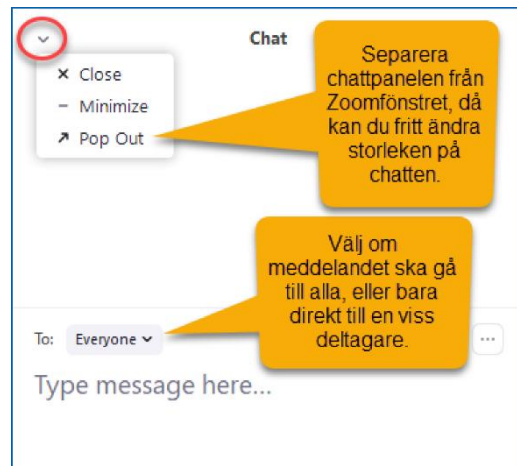 Chat
Close
Minimize
Pop Out
Separera
chattpanelen från
Zoomfönstret, då
kan du fritt ändra
storleken på
chatten.
Välj om
meddelandet ska gå
till alla, eller bara
direkt till en viss
deltagare.
To: Everyone
Type message here...